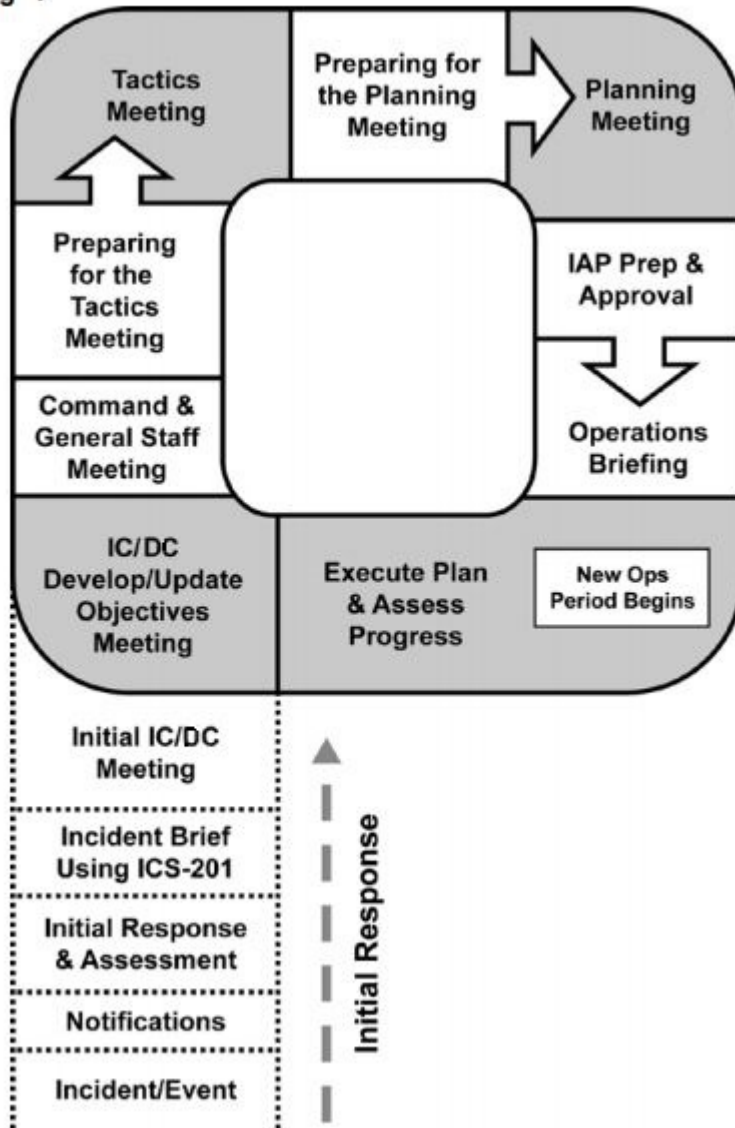 Tactics
Meeting
Preparing for
the Planning
Meeting
Planning
Meeting
Preparing
for the
Tactics
Meeting
IAP Prep &
Approval
Command &
General Staff
Meeting
Operations
Briefing
IC/DC
Develop/Update
Objectives
Meeting
Execute Plan
& Assess
Progress
New Ops
Period Begins
Initial IC/DC
Meeting
Incident Brief
Using ICS-201
Initial Response
& Assessment
Notifications
Incident/Event
Initial Response